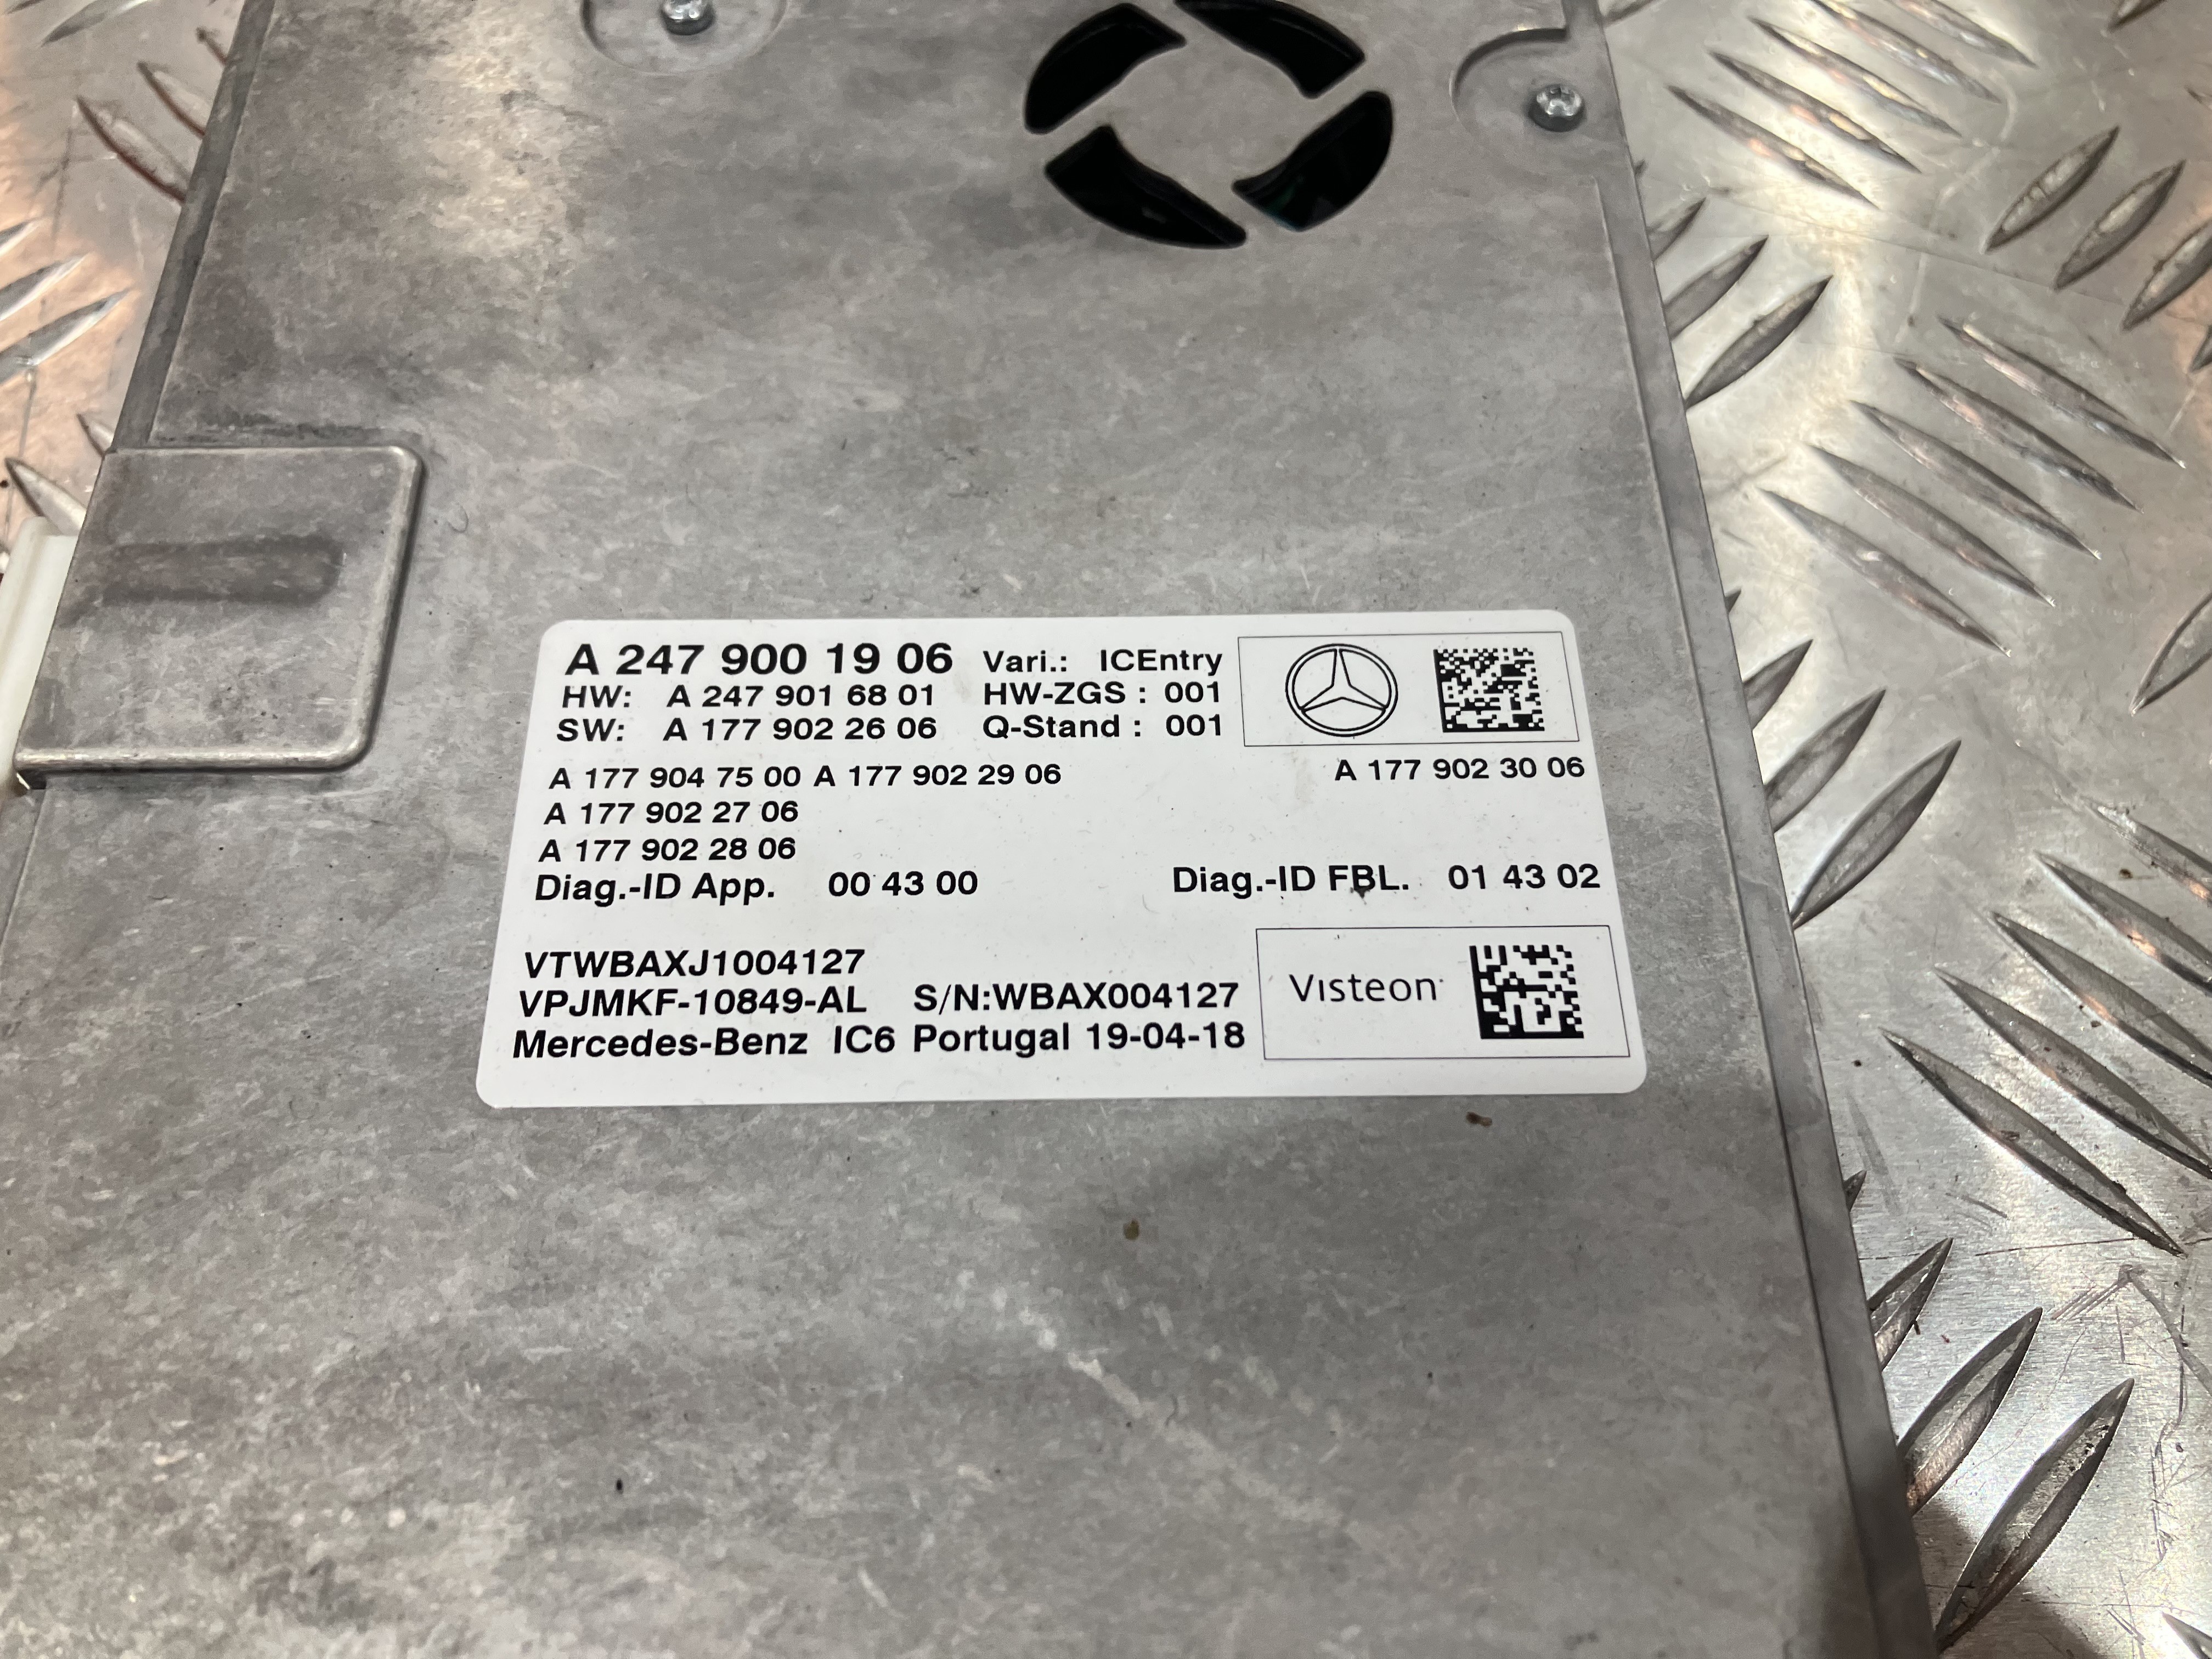 A 247 900 19 06 Vari.: ICEntry
HW: A 247 901 68 01 HW-ZGS : 001
SW: A 177 902 26 06 Q-Stand : 001
A 177 904 75 00 A 177 902 29 06 A 177 902 30 06
A 177 902 27 06
A 177 902 28 06
Diag.-ID App. 00 43 00 Diag.-ID FBL. 01 43 02
VTWBAXJ1004127
VPJMKF-10849-AL S/N:WBAX004127
Mercedes-Benz IC6 Portugal 19-04-18
Visteon